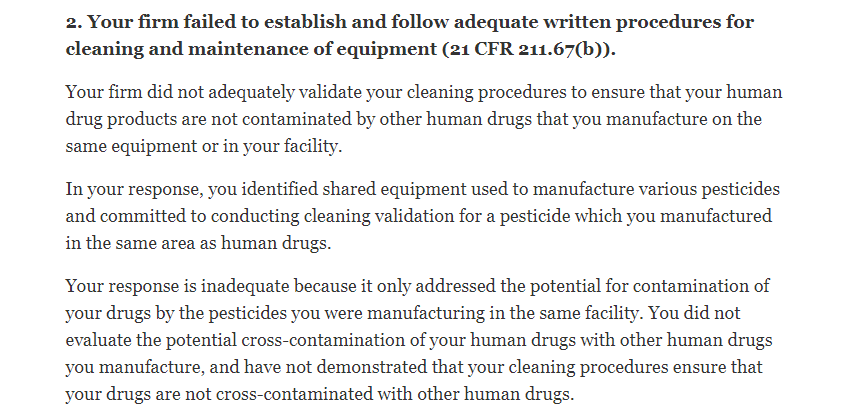 2. Your firm failed to establish and follow adequate written procedures for
cleaning and maintenance of equipment (21 CFR 211.67(b)).
Your firm did not adequately validate your cleaning procedures to ensure that your human
drug products are not contaminated by other human drugs that you manufacture on the
same equipment or in your facility.
In your response, you identified shared equipment used to manufacture various pesticides
and committed to conducting cleaning validation for a pesticide which you manufactured
in the same area as human drugs.
Your response is inadequate because it only addressed the potential for contamination of
your drugs by the pesticides you were manufacturing in the same facility. You did not
evaluate the potential cross-contamination of your human drugs with other human drugs
you manufacture, and have not demonstrated that your cleaning procedures ensure that
your drugs are not cross-contaminated with other human drugs.